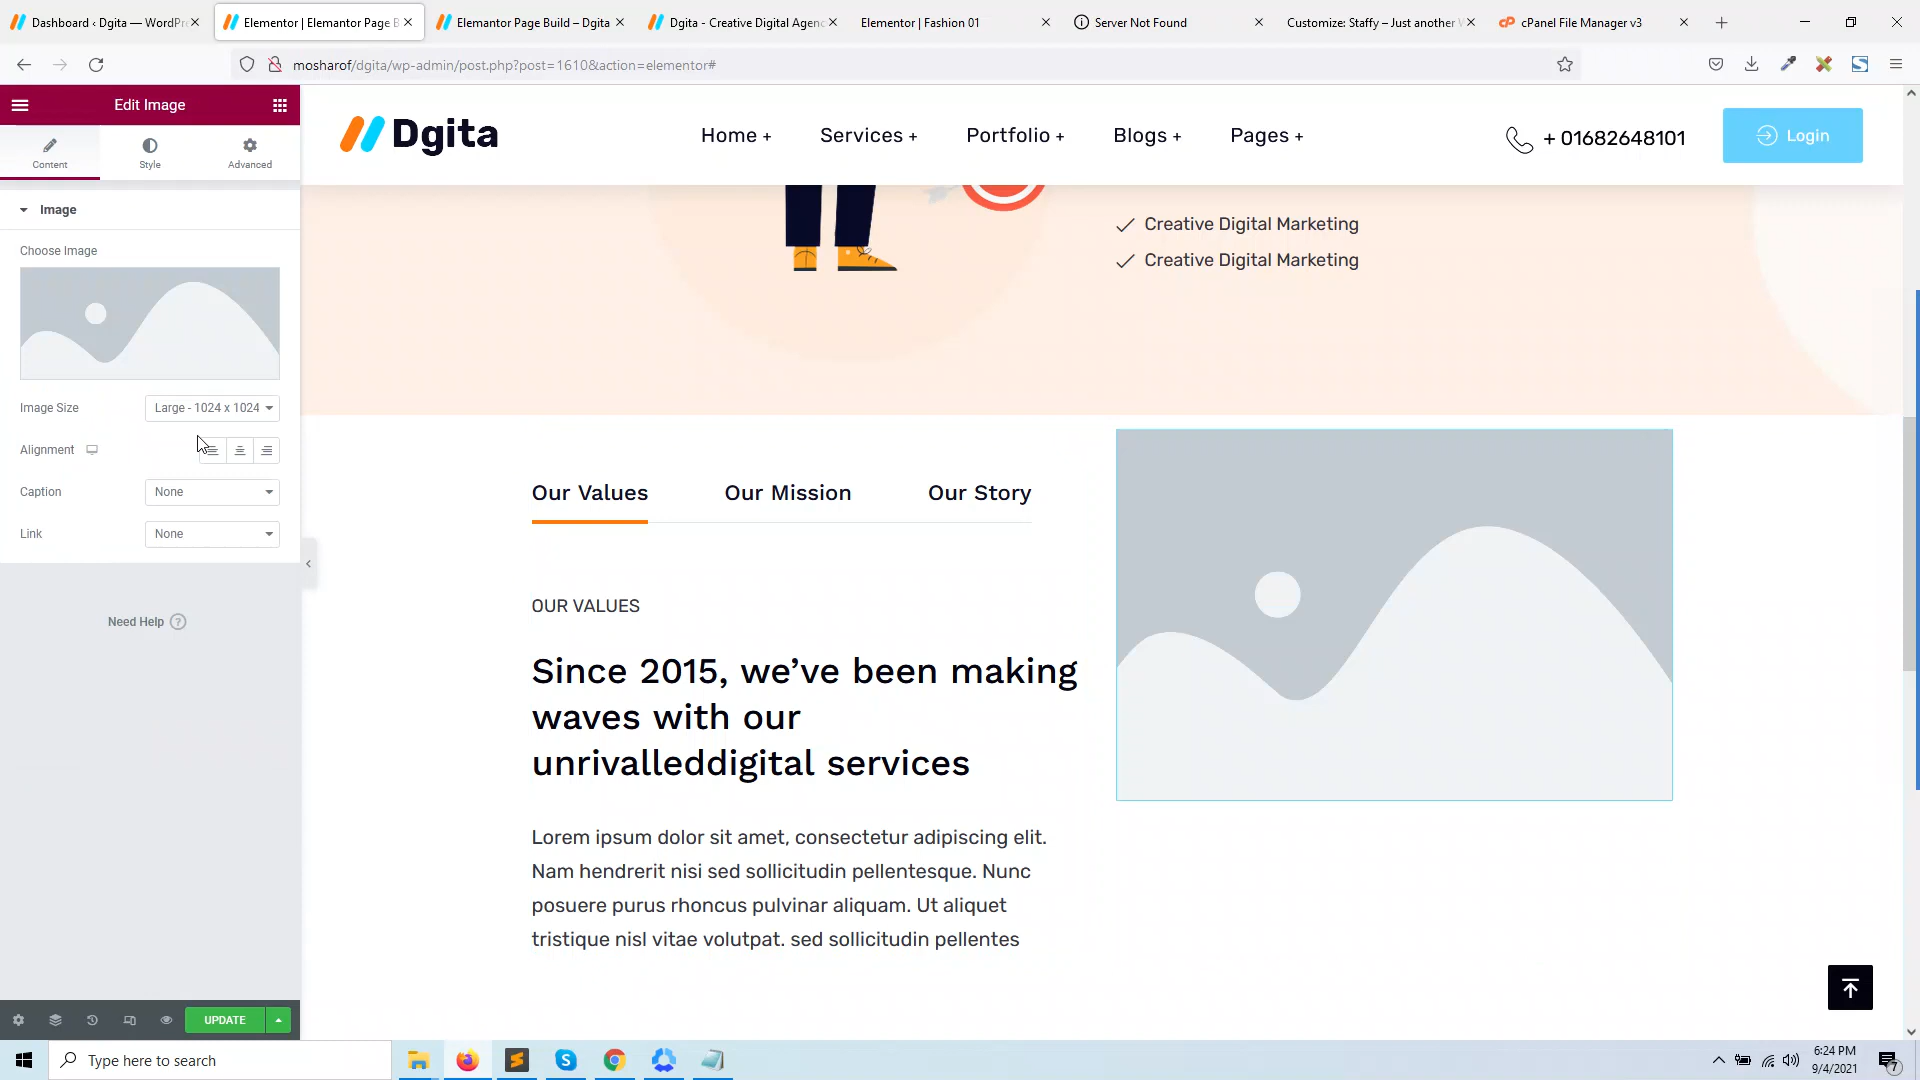 Dashboard ‹ Dgita — WordPr
Elementor | Elemantor Page B
Elemantor Page Build – Dgita
Dgita - Creative Digital Agenc
Elementor | Fashion 01
Server Not Found
Customize: Staffy – Just another W
cPanel File Manager v3
mosharof/dgita/wp-admin/post.php?post=1610&action=elementor#
Edit Image
Content
Style
Advanced
Image
Choose Image
Image Size
Large - 1024 x 1024
Alignment
Caption
None
Link
None
Need Help ?
UPDATE
Dgita
Home +
Services +
Portfolio +
Blogs +
Pages +
+ 01682648101
Login
Creative Digital Marketing
Creative Digital Marketing
Our Values
Our Mission
Our Story
OUR VALUES
Since 2015, we’ve been making
waves with our
unrivalleddigital services
Lorem ipsum dolor sit amet, consectetur adipiscing elit.
Nam hendrerit nisi sed sollicitudin pellentesque. Nunc
posuere purus rhoncus pulvinar aliquam. Ut aliquet
tristique nisl vitae volutpat. sed sollicitudin pellentes
Type here to search
6:24 PM
9/4/2021
7